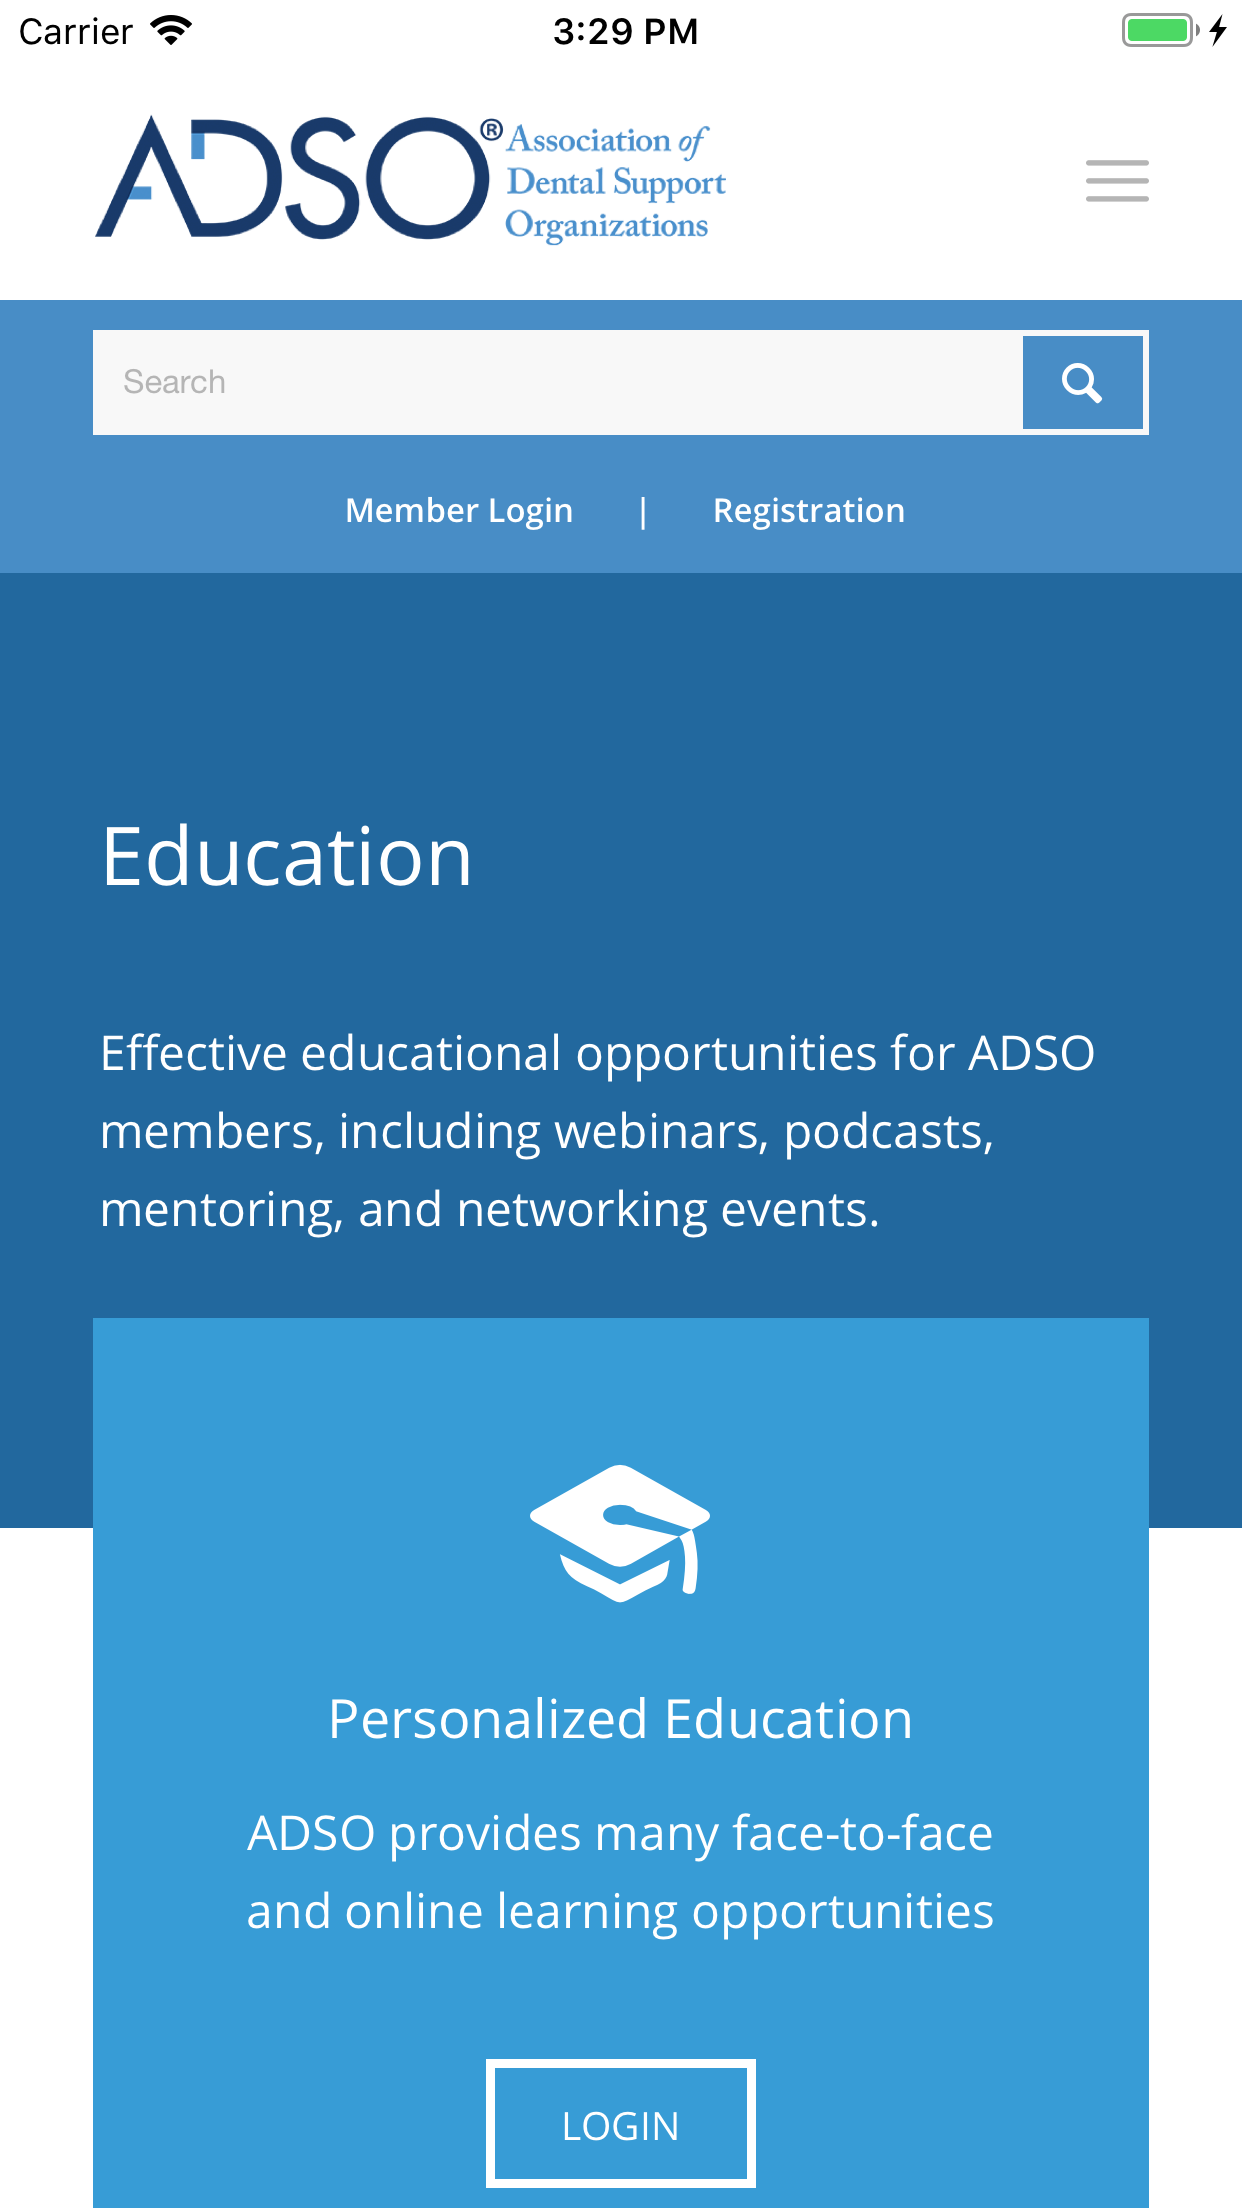 Carrier
3:29 PM
ADSO® Association of
Dental Support
Organizations
Search
Member Login | Registration
Education
Effective educational opportunities for ADSO
members, including webinars, podcasts,
mentoring, and networking events.
Personalized Education
ADSO provides many face-to-face
and online learning opportunities
LOGIN